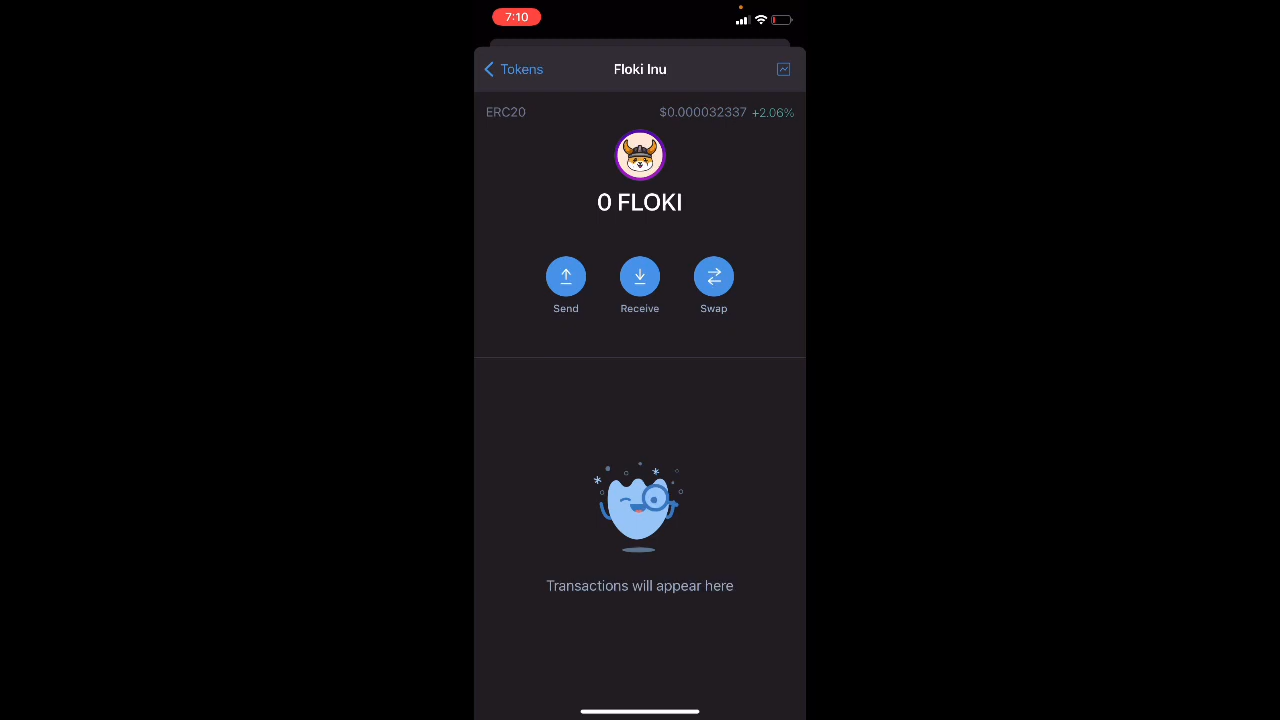 7:10
Tokens
Floki Inu
ERC20
$0.000032337 +2.06%
0 FLOKI
Send
Receive
Swap
Transactions will appear here